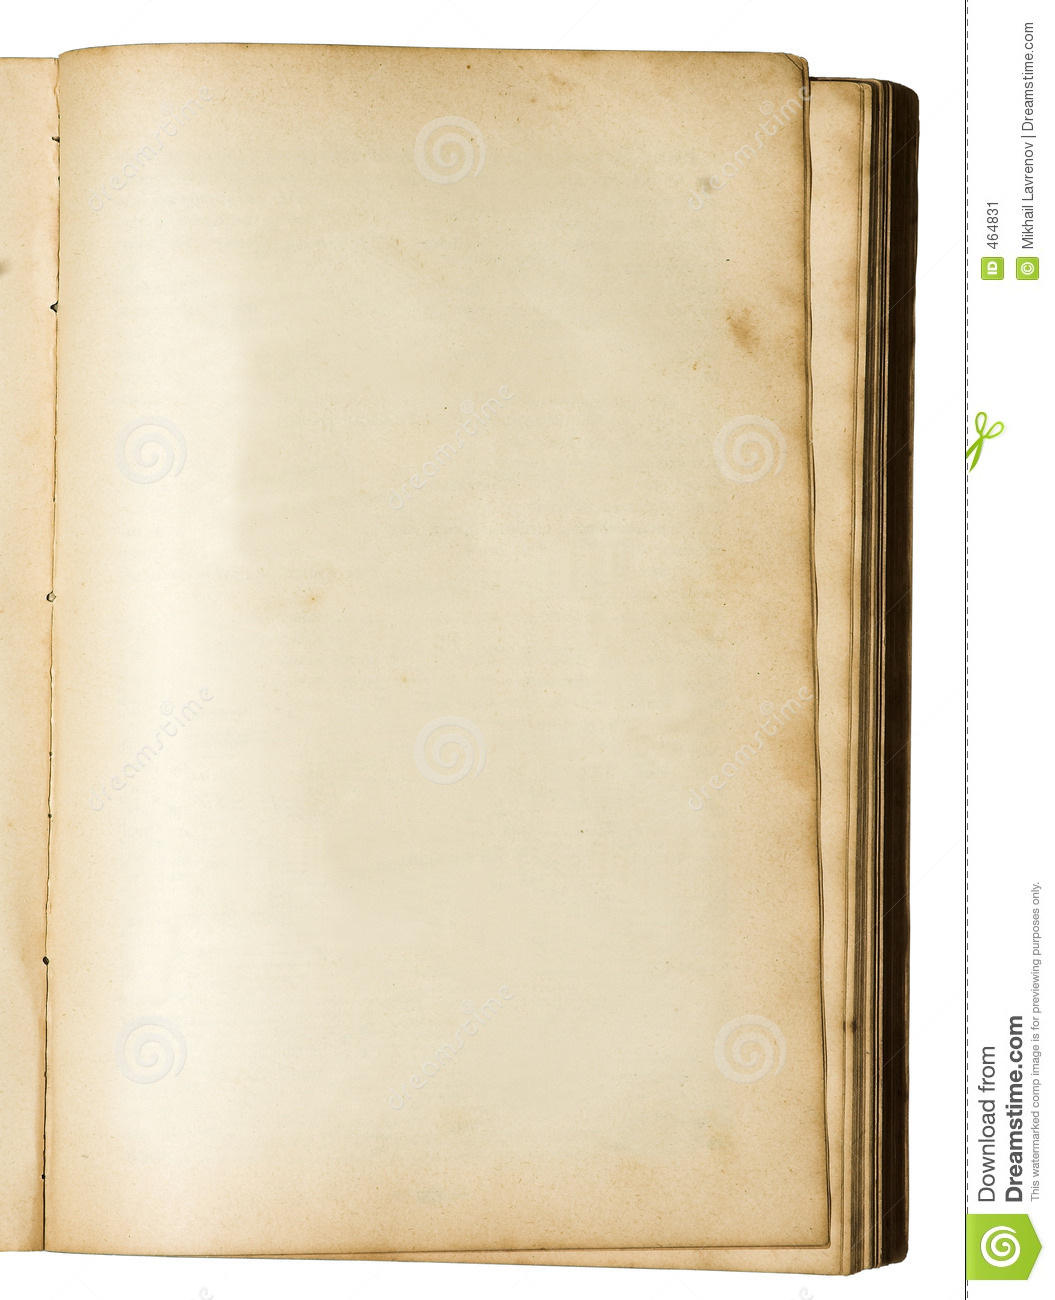 Mikhail Lavrenov | Dreamstime.com
ID 464831
©
Download from
Dreamstime.com
This watermarked comp image is for previewing purposes only.
dreamstime
dreamstime
dreamstime
dreamstime
dreamstime
dreamstime